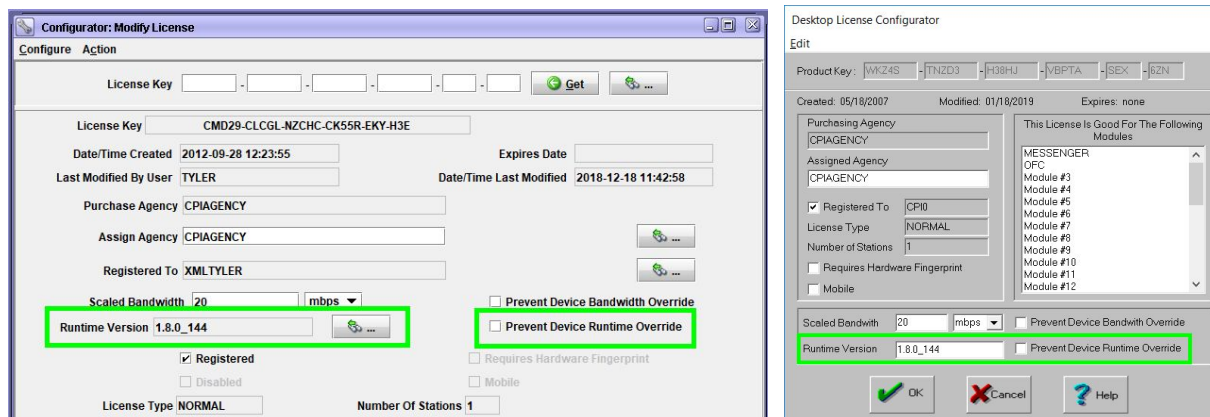 Configurator: Modify License
Configure Action
License Key - - - - - Get ...
License Key CMD29-CLCGL-NZCHC-CK55R-EKY-H3E
Date/Time Created 2012-09-28 12:23:55 Expires Date
Last Modified By User TYLER Date/Time Last Modified 2018-12-18 11:42:58
Purchase Agency CPIAGENCY
Assign Agency CPIAGENCY ...
Registered To XMLTYLER ...
Scaled Bandwidth 20 mbps Prevent Device Bandwidth Override
Runtime Version 1.8.0_144 ... Prevent Device Runtime Override
Registered Requires Hardware Fingerprint
Disabled Mobile
License Type NORMAL Number Of Stations 1
Desktop License Configurator
Edit
Product Key: WKZ4S - TNZD3 - H38HJ - VBPTA - SEX - 6ZN
Created: 05/18/2007 Modified: 01/18/2019 Expires: none
Purchasing Agency
CPIAGENCY
Assigned Agency
CPIAGENCY
Registered To CPI0
License Type NORMAL
Number of Stations 1
Requires Hardware Fingerprint
Mobile
This License Is Good For The Following
Modules
MESSENGER
OFC
Module #3
Module #4
Module #5
Module #6
Module #7
Module #8
Module #9
Module #10
Module #11
Module #12
Scaled Bandwith 20 mbps Prevent Device Bandwith Override
Runtime Version 1.8.0_144 Prevent Device Runtime Override
OK Cancel Help